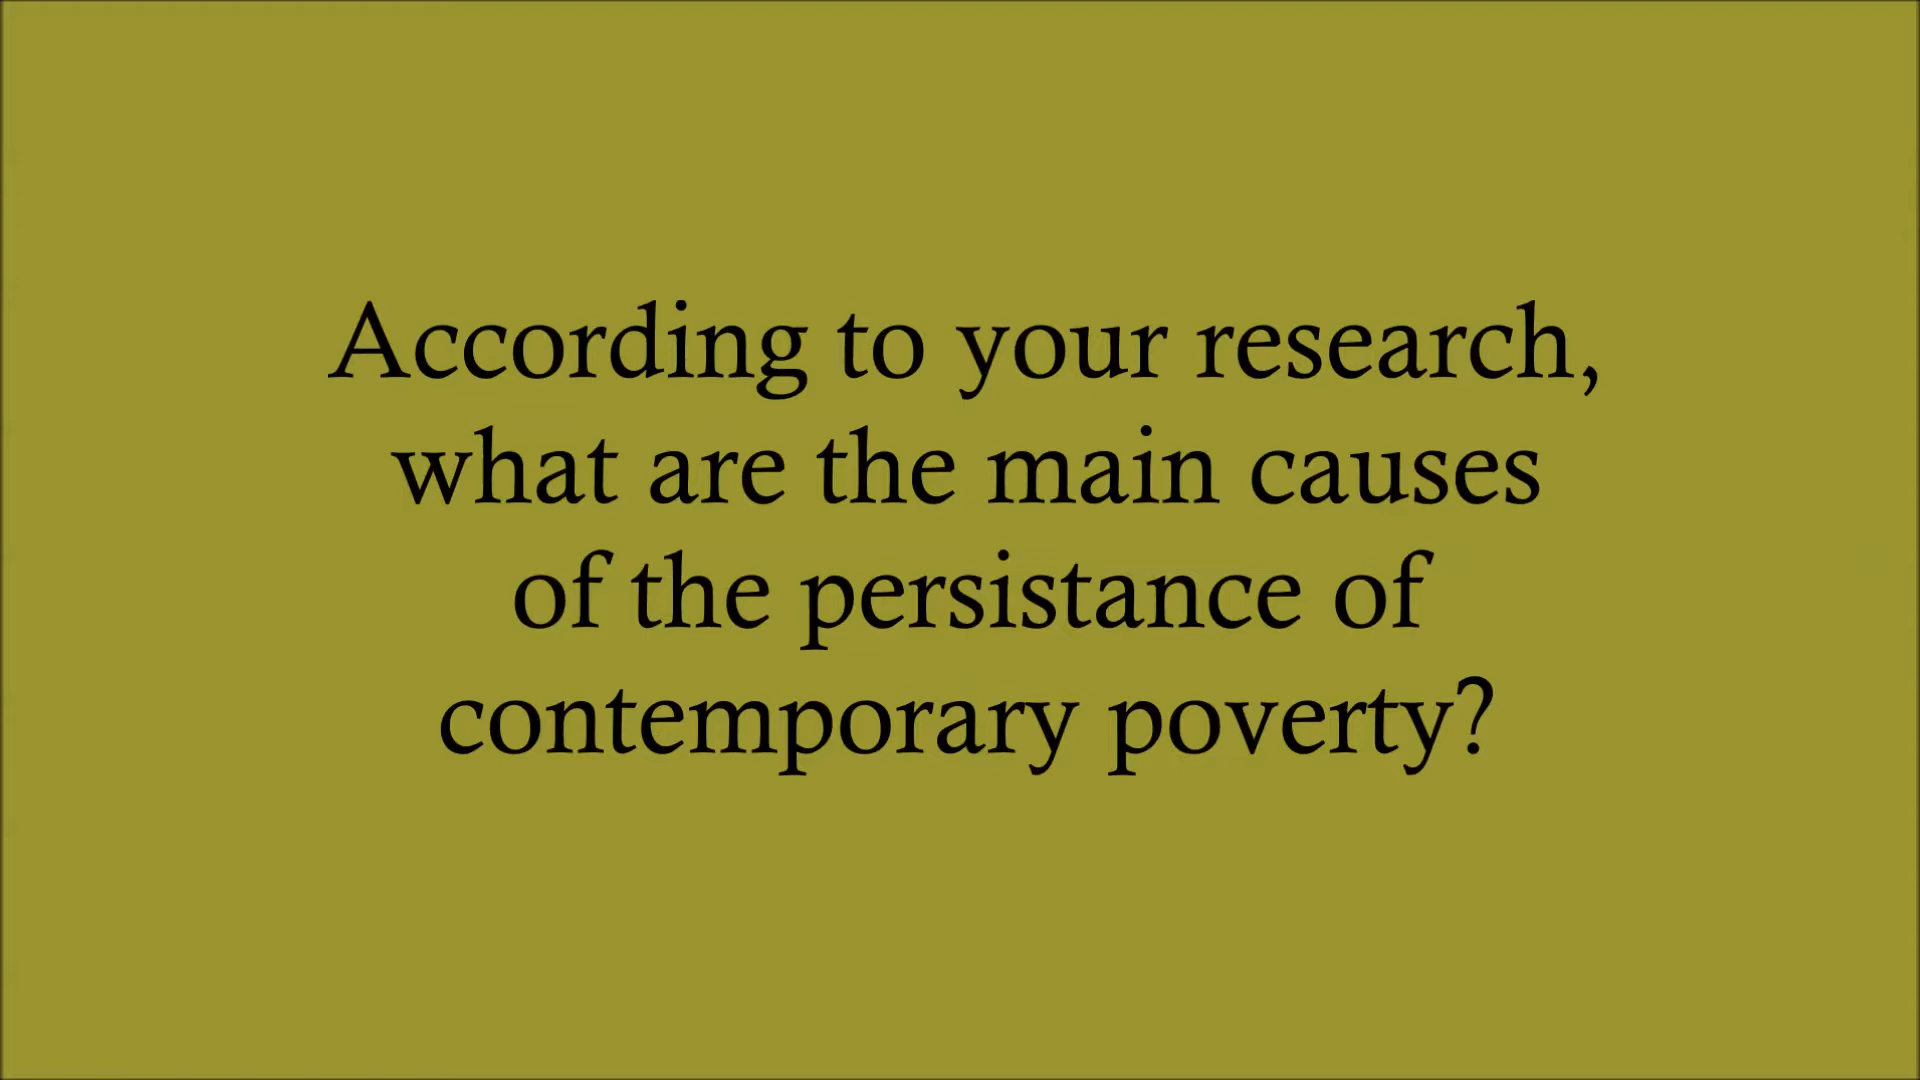 According to your research,
what are the main causes
of the persistance of
contemporary poverty?